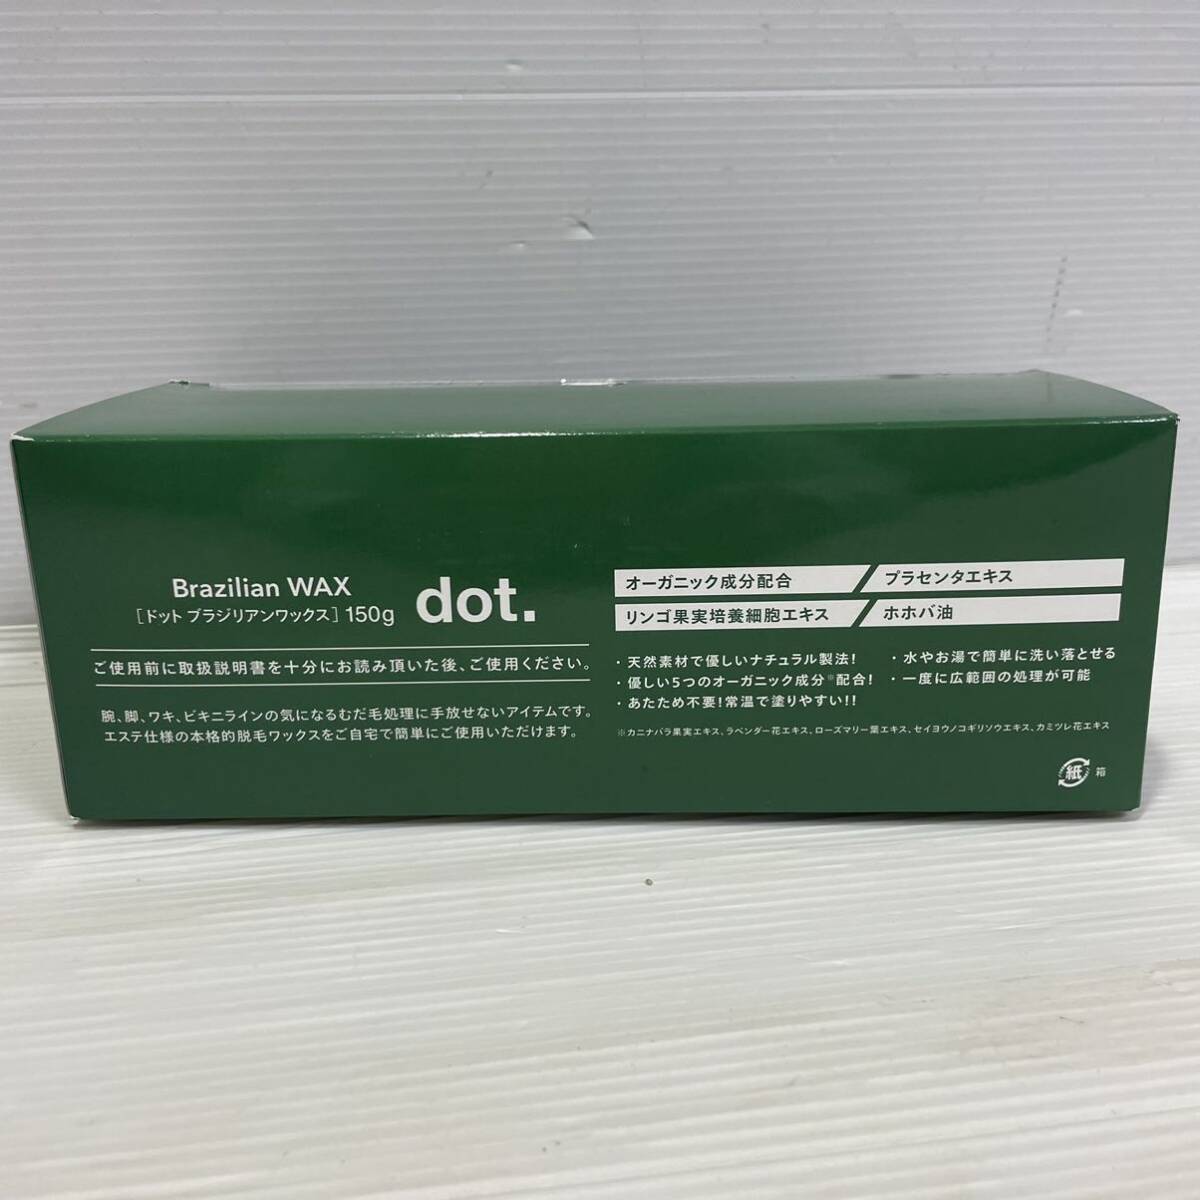 Brazilian WAX
[ドット ブラジリアンワックス] 150g
dot.
ご使用前に取扱説明書を十分にお読み頂いた後、ご使用ください。
腕、脚、ワキ、ビキニラインの気になるむだ毛処理に手放せないアイテムです。
エステ仕様の本格的脱毛ワックスをご自宅で簡単にご使用いただけます。
オーガニック成分配合
プラセンタエキス
リンゴ果実培養細胞エキス
ホホバ油
・天然素材で優しいナチュラル製法!
・優しい5つのオーガニック成分※配合!
・あたため不要!常温で塗りやすい!!
・水やお湯で簡単に洗い落とせる
・一度に広範囲の処理が可能
※カニナバラ果実エキス、ラベンダー花エキス、ローズマリー葉エキス、セイヨウノコギリソウエキス、カミツレ花エキス
紙 箱